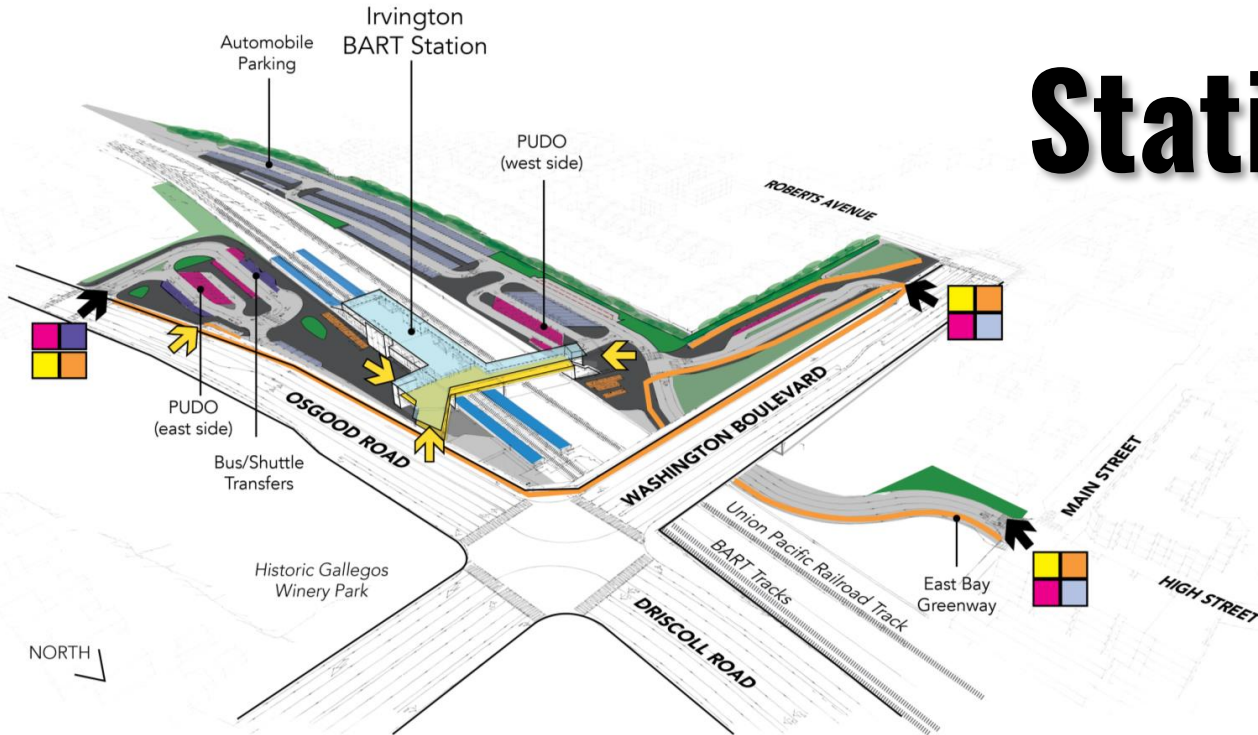 Irvington
BART Station
Automobile
Parking
Stati
PUDO
(west side)
ROBERTS AVENUE
PUDO
(east side)
Bus/Shuttle
Transfers
OSGOOD ROAD
WASHINGTON BOULEVARD
MAIN STREET
Union Pacific Railroad Track
BART Tracks
East Bay
Greenway
HIGH STREET
Historic Gallegos
Winery Park
DRISCOLL ROAD
NORTH